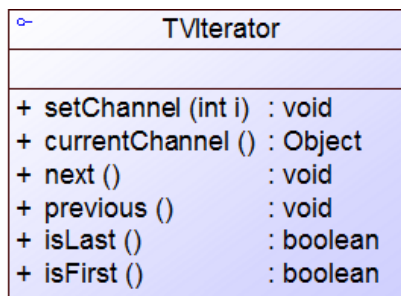 TVIterator
+ setChannel (int i) : void
+ currentChannel () : Object
+ next () : void
+ previous () : void
+ isLast () : boolean
+ isFirst () : boolean